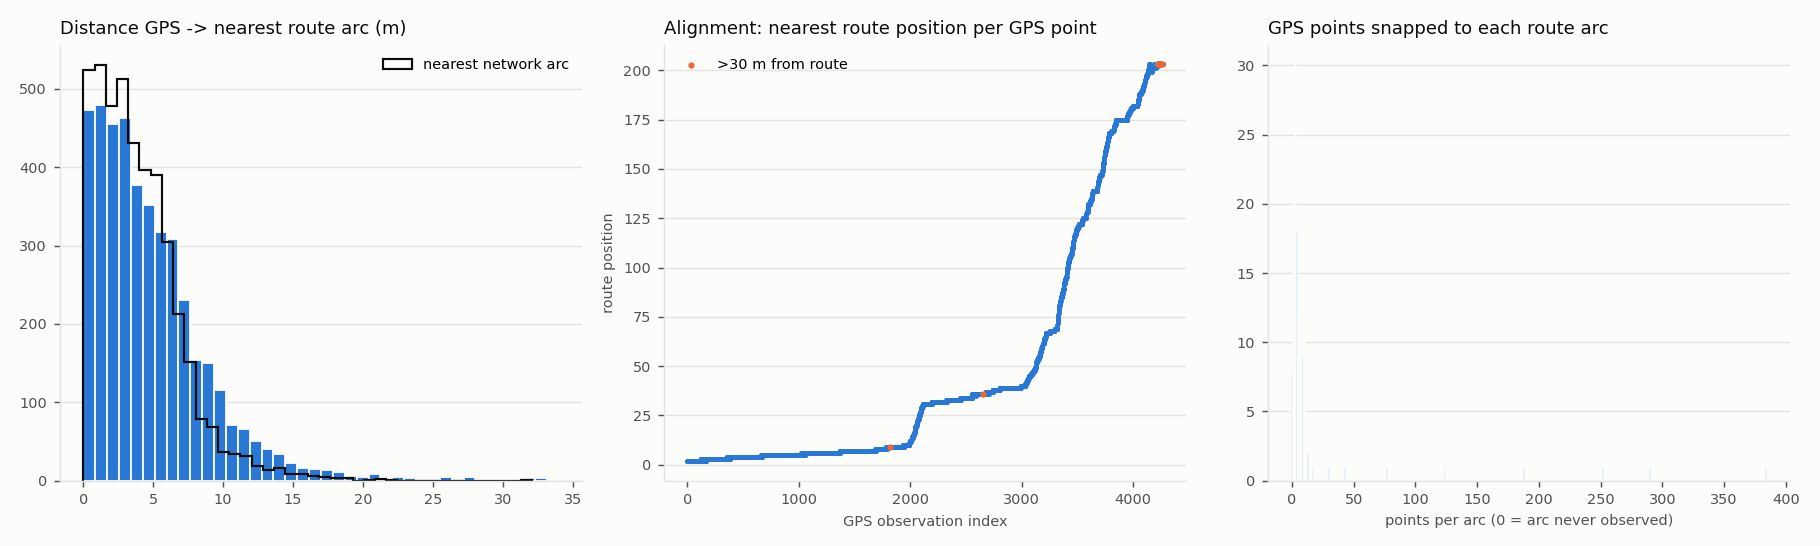 Distance GPS -> nearest route arc (m)
nearest network arc
500
400
300
200
100
0
0 5 10 15 20 25 30 35
Alignment: nearest route position per GPS point
>30 m from route
route position
200
175
150
125
100
75
50
25
0
0 1000 2000 3000 4000
GPS observation index
GPS points snapped to each route arc
30
25
20
15
10
5
0
0 50 100 150 200 250 300 350 400
points per arc (0 = arc never observed)